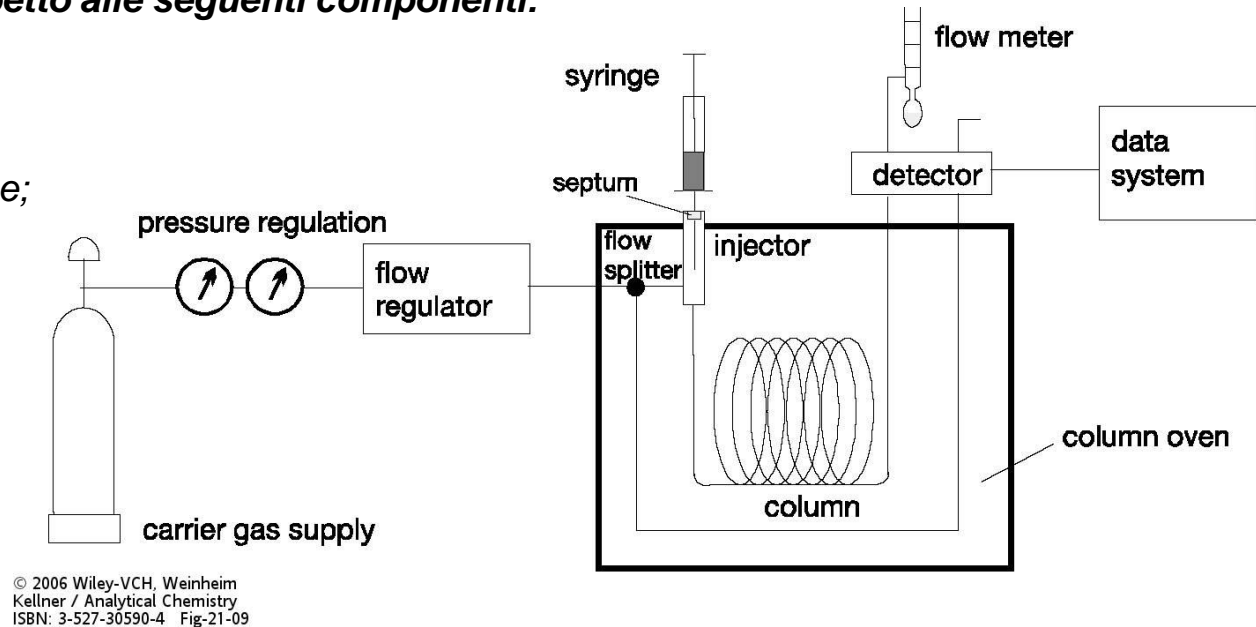 alle seguenti componenti:
flow meter
syringe
data
system
detector
septum
e;
pressure regulation
flow
splitter
injector
flow
regulator
column oven
column
carrier gas supply
© 2006 Wiley-VCH, Weinheim
Kellner / Analytical Chemistry
ISBN: 3-527-30590-4 Fig-21-09